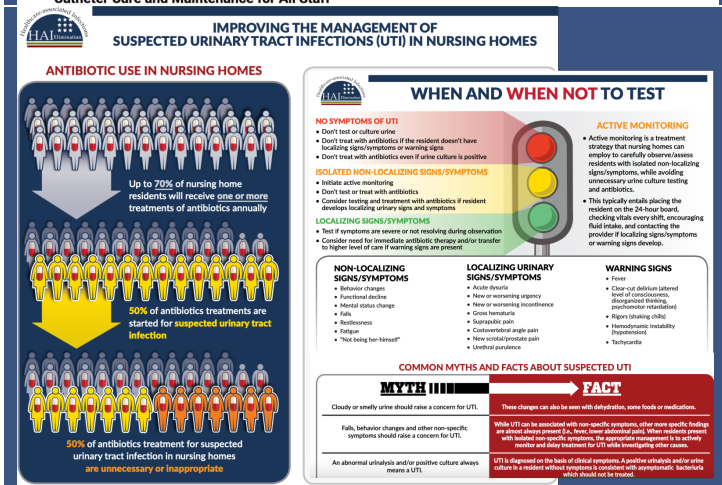 Catheter Care and Maintenance for All Staff
Healthcare-associated Infections
HAI Elimination
IMPROVING THE MANAGEMENT OF
SUSPECTED URINARY TRACT INFECTIONS (UTI) IN NURSING HOMES
ANTIBIOTIC USE IN NURSING HOMES
Up to 70% of nursing home
residents will receive one or more
treatments of antibiotics annually
50% of antibiotics treatments are
started for suspected urinary tract
infection
50% of antibiotic treatment for suspected
urinary tract infection in nursing homes
are unnecessary or inappropriate
Healthcare-associated Infections
HAI Elimination
WHEN AND WHEN NOT TO TEST
NO SYMPTOMS OF UTI
• Don't test or culture urine
• Don't treat with antibiotics if the resident doesn't have
localizing signs/symptoms or warning signs
• Don't treat with antibiotics even if urine culture is positive
ISOLATED NON-LOCALIZING SIGNS/SYMPTOMS
• Initiate active monitoring
• Don't test or treat with antibiotics
• Consider testing and treatment with antibiotics if resident
develops localizing urinary signs and symptoms
LOCALIZING SIGNS/SYMPTOMS
• Test if symptoms are severe or not resolving during observation
• Consider need for immediate antibiotic therapy and/or transfer
to higher level of care if warning signs are present
ACTIVE MONITORING
• Active monitoring is a treatment
strategy that nursing homes can
employ to carefully observe/assess
residents with isolated non-localizing
signs/symptoms, while avoiding
unnecessary urine culture testing
and antibiotics.
• This typically entails placing the
resident on the 24-hour board,
checking vitals every shift, encouraging
fluid intake, and contacting the
provider if localizing signs/symptoms
or warning signs develop.
NON-LOCALIZING
SIGNS/SYMPTOMS
• Behavior changes
• Functional decline
• Mental status change
• Falls
• Restlessness
• Fatigue
• "Not being her-himself"
LOCALIZING URINARY
SIGNS/SYMPTOMS
• Acute dysuria
• New or worsening urgency
• New or worsening incontinence
• Gross hematuria
• Suprapubic pain
• Costovertebral angle pain
• New scrotal/prostate pain
• Urethral purulence
WARNING SIGNS
• Fever
• Clear-cut delirium (altered
level of consciousness,
disorganized thinking,
psychomotor retardation)
• Rigors (shaking chills)
• Hemodynamic instability
(hypotension)
• Tachycardia
COMMON MYTHS AND FACTS ABOUT SUSPECTED UTI
MYTH
FACT
Cloudy or smelly urine should raise a concern for UTI.
These changes can also be seen with dehydration, some foods or medications.
Falls, behavior changes and other non-specific
symptoms should raise a concern for UTI.
While UTI can be associated with non-specific symptoms, other more specific findings
are almost always present (i.e., fever, lower abdominal pain). When residents present
with isolated non-specific symptoms, the appropriate management is to actively
monitor and delay treatment for UTI while investigating other causes.
An abnormal urinalysis and/or positive culture always
means a UTI.
UTI is diagnosed on the basis of clinical symptoms. A positive urinalysis and/or urine
culture in a resident without symptoms is consistent with asymptomatic bacteriuria
which should not be treated.